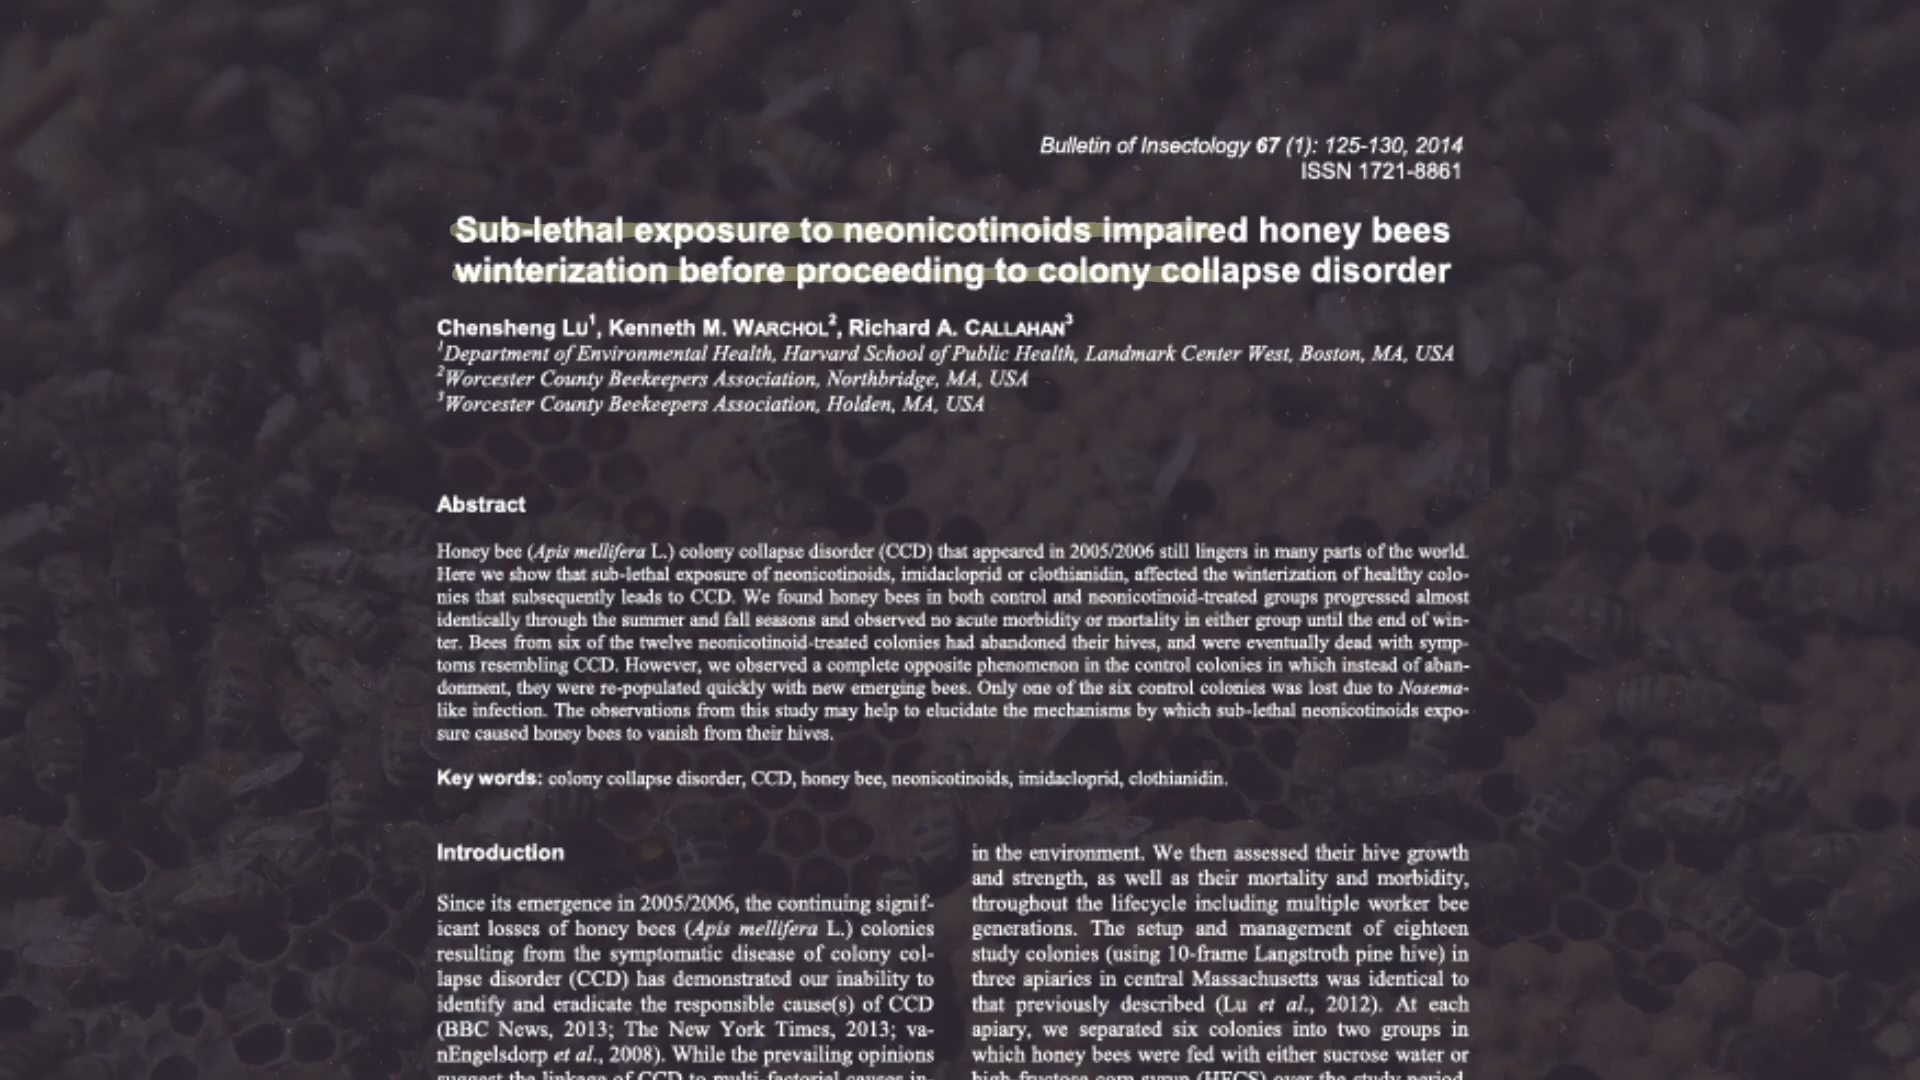 Bulletin of Insectology 67 (1): 125-130, 2014
ISSN 1721-8861
Sub-lethal exposure to neonicotinoids impaired honey bees
winterization before proceeding to colony collapse disorder
Chensheng Lu1, Kenneth M. WARCHOL2, Richard A. CALLAHAN3
1Department of Environmental Health, Harvard School of Public Health, Landmark Center West, Boston, MA, USA
2Worcester County Beekeepers Association, Northbridge, MA, USA
3Worcester County Beekeepers Association, Holden, MA, USA
Abstract
Honey bee (Apis mellifera L.) colony collapse disorder (CCD) that appeared in 2005/2006 still lingers in many parts of the world.
Here we show that sub-lethal exposure of neonicotinoids, imidacloprid or clothianidin, affected the winterization of healthy colo-
nies that subsequently leads to CCD. We found honey bees in both control and neonicotinoid-treated groups progressed almost
identically through the summer and fall seasons and observed no acute morbidity or mortality in either group until the end of win-
ter. Bees from six of the twelve neonicotinoid-treated colonies had abandoned their hives, and were eventually dead with symp-
toms resembling CCD. However, we observed a complete opposite phenomenon in the control colonies in which instead of aban-
donment, they were re-populated quickly with new emerging bees. Only one of the six control colonies was lost due to Nosema-
like infection. The observations from this study may help to elucidate the mechanisms by which sub-lethal neonicotinoids expo-
sure caused honey bees to vanish from their hives.
Key words: colony collapse disorder, CCD, honey bee, neonicotinoids, imidacloprid, clothianidin.
Introduction
Since its emergence in 2005/2006, the continuing signif-
icant losses of honey bees (Apis mellifera L.) colonies
resulting from the symptomatic disease of colony col-
lapse disorder (CCD) has demonstrated our inability to
identify and eradicate the responsible cause(s) of CCD
(BBC News, 2013; The New York Times, 2013; va-
nEngelsdorp et al., 2008). While the prevailing opinions
suggest the linkage of CCD to multi-factorial causes in-
in the environment. We then assessed their hive growth
and strength, as well as their mortality and morbidity,
throughout the lifecycle including multiple worker bee
generations. The setup and management of eighteen
study colonies (using 10-frame Langstroth pine hive) in
three apiaries in central Massachusetts was identical to
that previously described (Lu et al., 2012). At each
apiary, we separated six colonies into two groups in
which honey bees were fed with either sucrose water or
high fructose corn syrup (HFCS) over the study period.